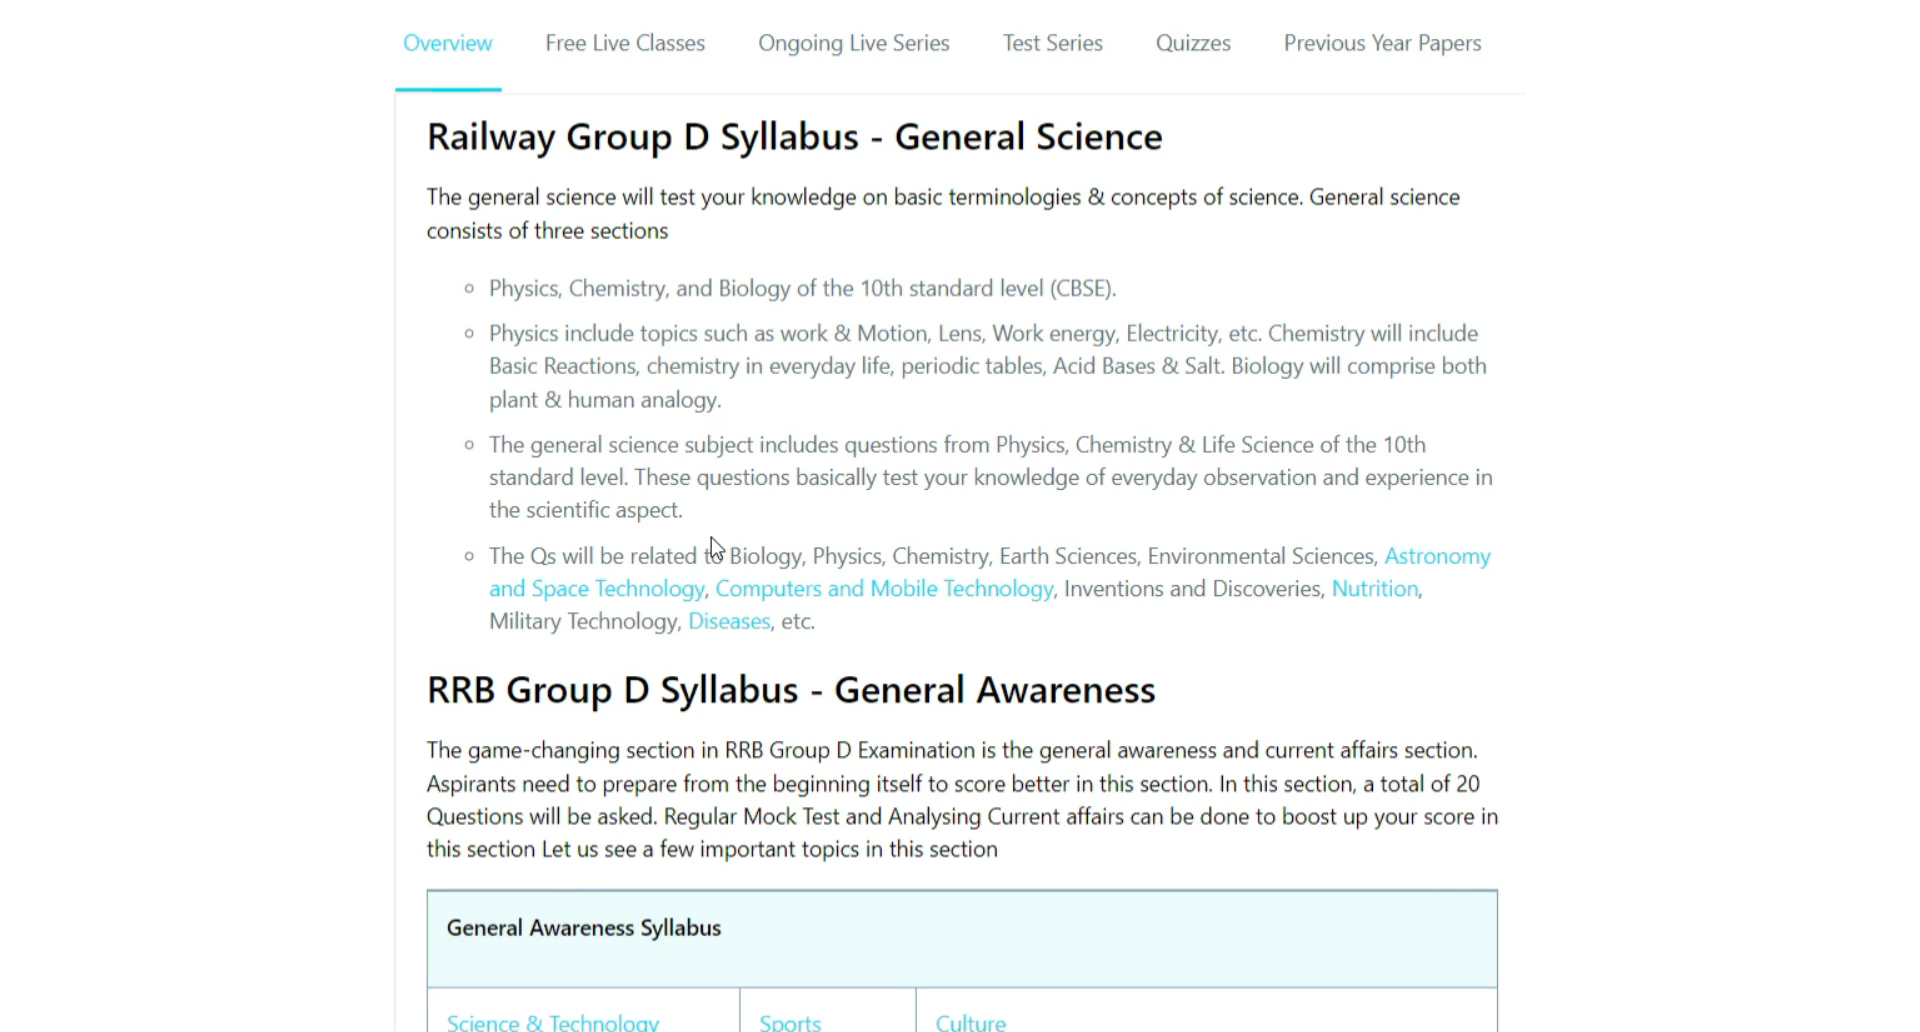 Overview Free Live Classes Ongoing Live Series Test Series Quizzes Previous Year Papers
Railway Group D Syllabus - General Science
The general science will test your knowledge on basic terminologies & concepts of science. General science
consists of three sections
Physics, Chemistry, and Biology of the 10th standard level (CBSE).
Physics include topics such as work & Motion, Lens, Work energy, Electricity, etc. Chemistry will include
Basic Reactions, chemistry in everyday life, periodic tables, Acid Bases & Salt. Biology will comprise both
plant & human analogy.
The general science subject includes questions from Physics, Chemistry & Life Science of the 10th
standard level. These questions basically test your knowledge of everyday observation and experience in
the scientific aspect.
The Qs will be related to Biology, Physics, Chemistry, Earth Sciences, Environmental Sciences, Astronomy
and Space Technology, Computers and Mobile Technology, Inventions and Discoveries, Nutrition,
Military Technology, Diseases, etc.
RRB Group D Syllabus - General Awareness
The game-changing section in RRB Group D Examination is the general awareness and current affairs section.
Aspirants need to prepare from the beginning itself to score better in this section. In this section, a total of 20
Questions will be asked. Regular Mock Test and Analysing Current affairs can be done to boost up your score in
this section Let us see a few important topics in this section
General Awareness Syllabus
Science & Technology Sports Culture